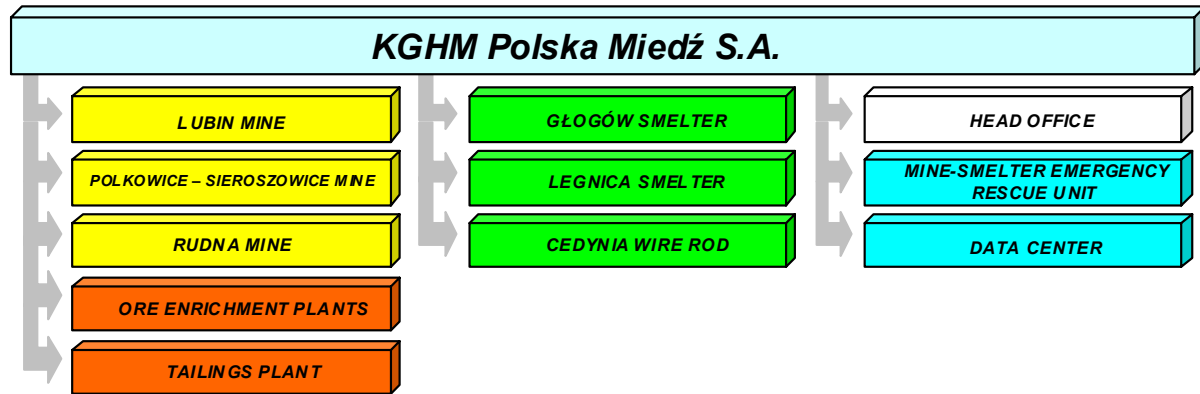 KGHM Polska Miedź S.A.
LUBIN MINE
POLKOWICE – SIEROSZOWICE MINE
RUDNA MINE
ORE ENRICHMENT PLANTS
TAILINGS PLANT
GŁOGÓW SMELTER
LEGNICA SMELTER
CEDYNIA WIRE ROD
HEAD OFFICE
MINE-SMELTER EMERGENCY
RESCUE UNIT
DATA CENTER